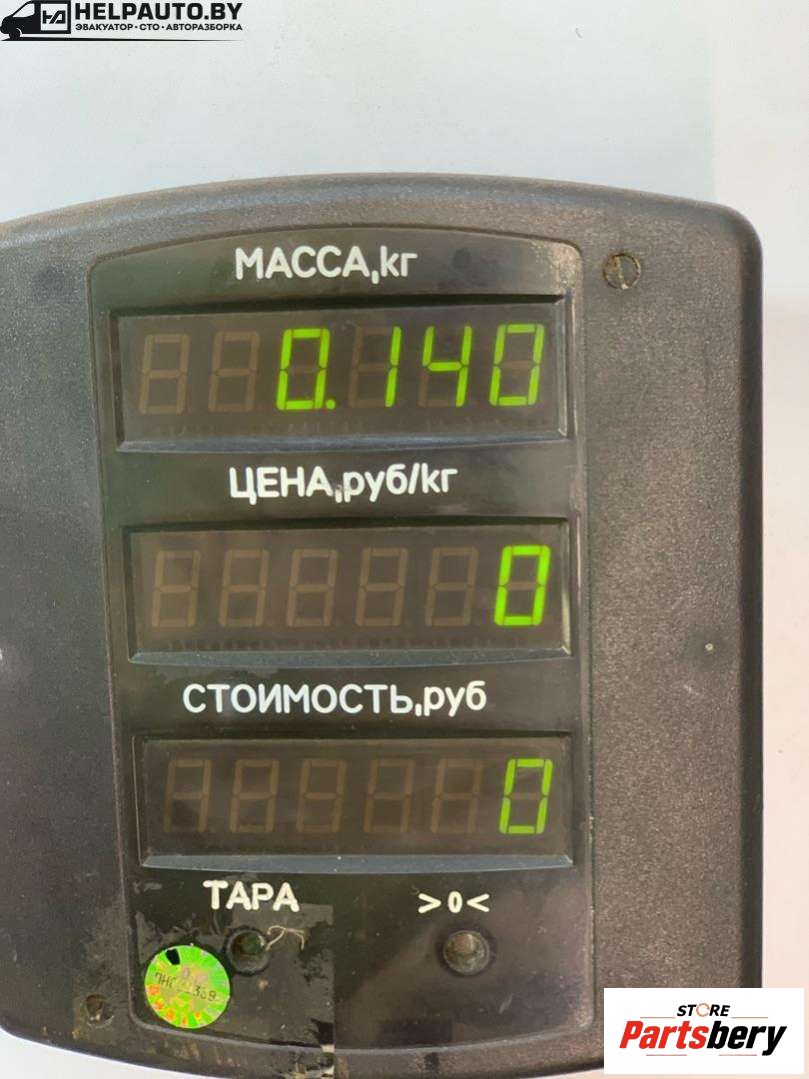 HELPAUTO.BY
ЭВАКУАТОР • СТО • АВТОРАЗБОРКА
МАССА,кг
0.140
ЦЕНА,руб/кг
0
СТОИМОСТЬ,руб
0
ТАРА >0<
STORE
Partsbery